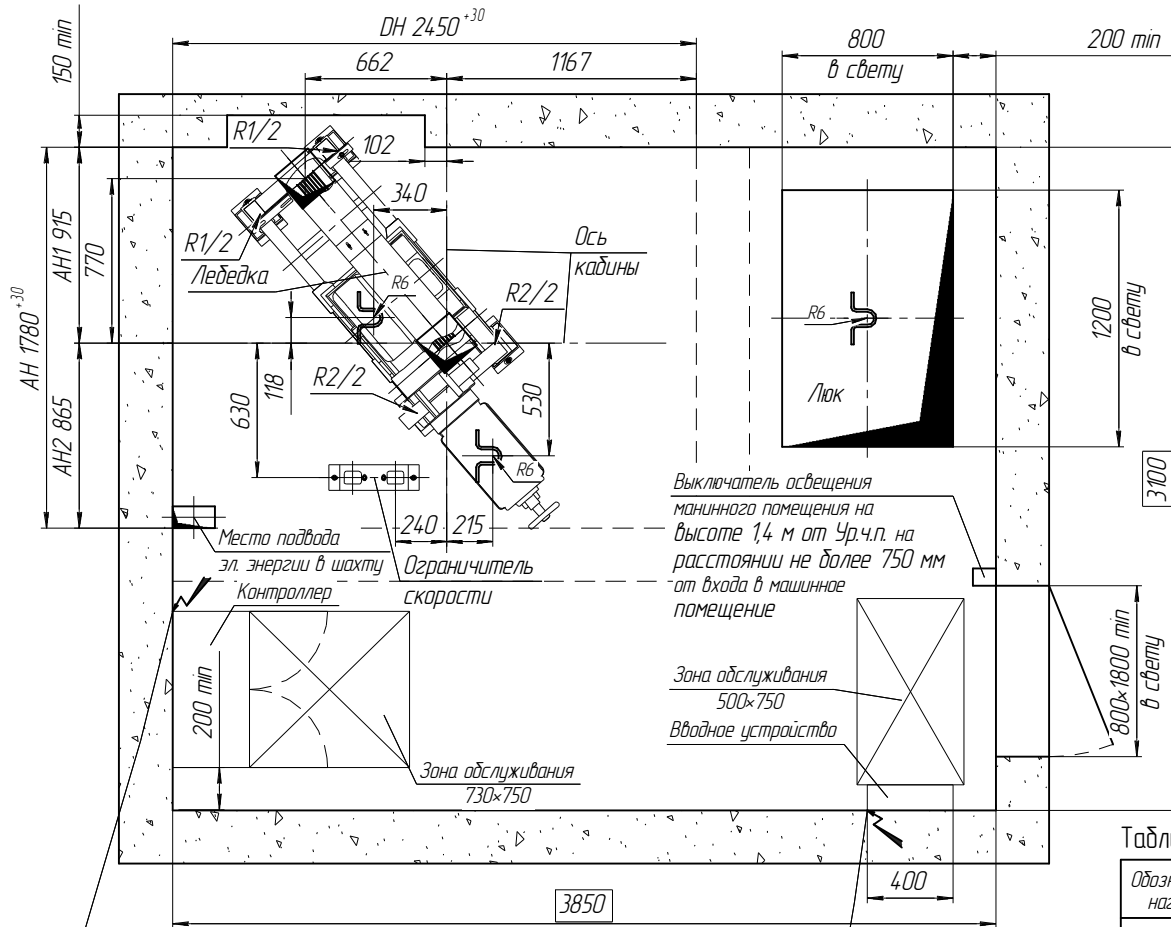 DH 2450⁺³⁰
662
1167
800
в свету
200 min
150 min
R1/2
102
340
770
AH1 915
AH 1780⁺³⁰
AH2 865
R1/2
Лебедка
R6
Ось
кабины
R2/2
118
630
R2/2
530
R6
240
215
R6
Люк
1200
в свету
3100
Выключатель освещения
манинного помещения на
высоте 1,4 м от Ур.ч.п. на
расстоянии не более 750 мм
от входа в машинное
помещение
Место подвода
эл. энергии в шахту
Ограничитель
скорости
Контроллер
200 min
Зона обслуживания
730×750
Зона обслуживания
500×750
Вводное устройство
800×1800 min
в свету
400
3850
Табл
Обозн
наг